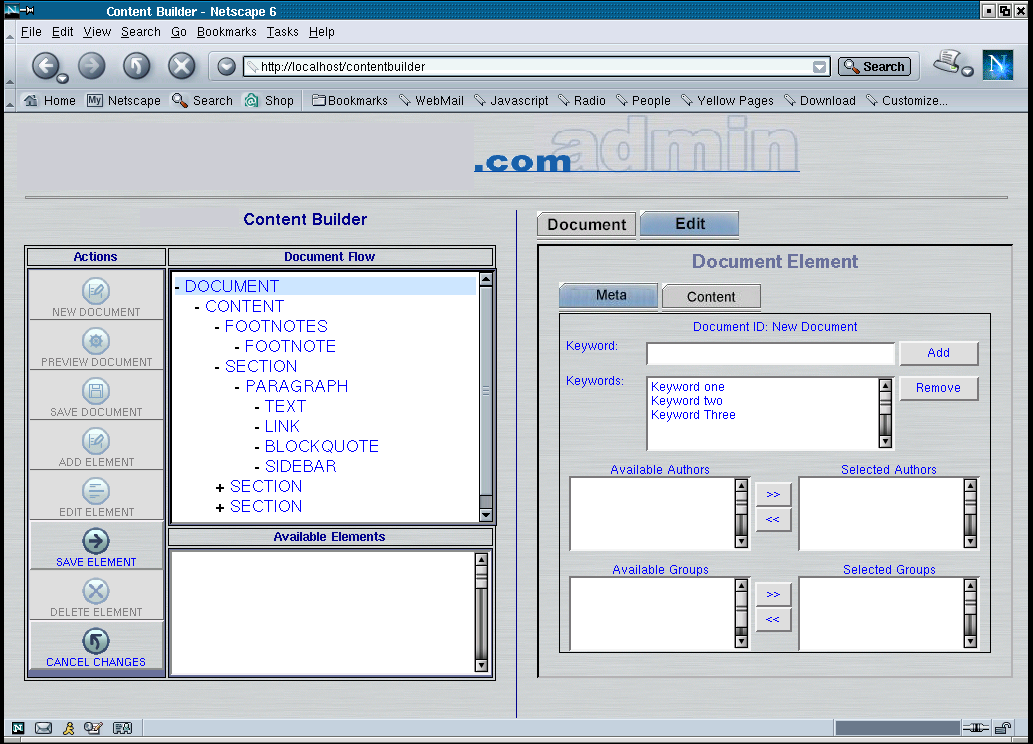 Content Builder - Netscape 6
File Edit View Search Go Bookmarks Tasks Help
http://localhost/contentbuilder
Search
N
Home My Netscape Search Shop Bookmarks WebMail Javascript Radio People Yellow Pages Download Customize...
.com admin
Content Builder
Actions
NEW DOCUMENT
PREVIEW DOCUMENT
SAVE DOCUMENT
ADD ELEMENT
EDIT ELEMENT
SAVE ELEMENT
DELETE ELEMENT
CANCEL CHANGES
Document Flow
- DOCUMENT
- CONTENT
- FOOTNOTES
- FOOTNOTE
- SECTION
- PARAGRAPH
- TEXT
- LINK
- BLOCKQUOTE
- SIDEBAR
+ SECTION
+ SECTION
Available Elements
Document Edit
Document Element
Meta Content
Document ID: New Document
Keyword:
Add
Keywords:
Keyword one
Keyword two
Keyword Three
Remove
Available Authors
>>
<<
Selected Authors
Available Groups
>>
<<
Selected Groups